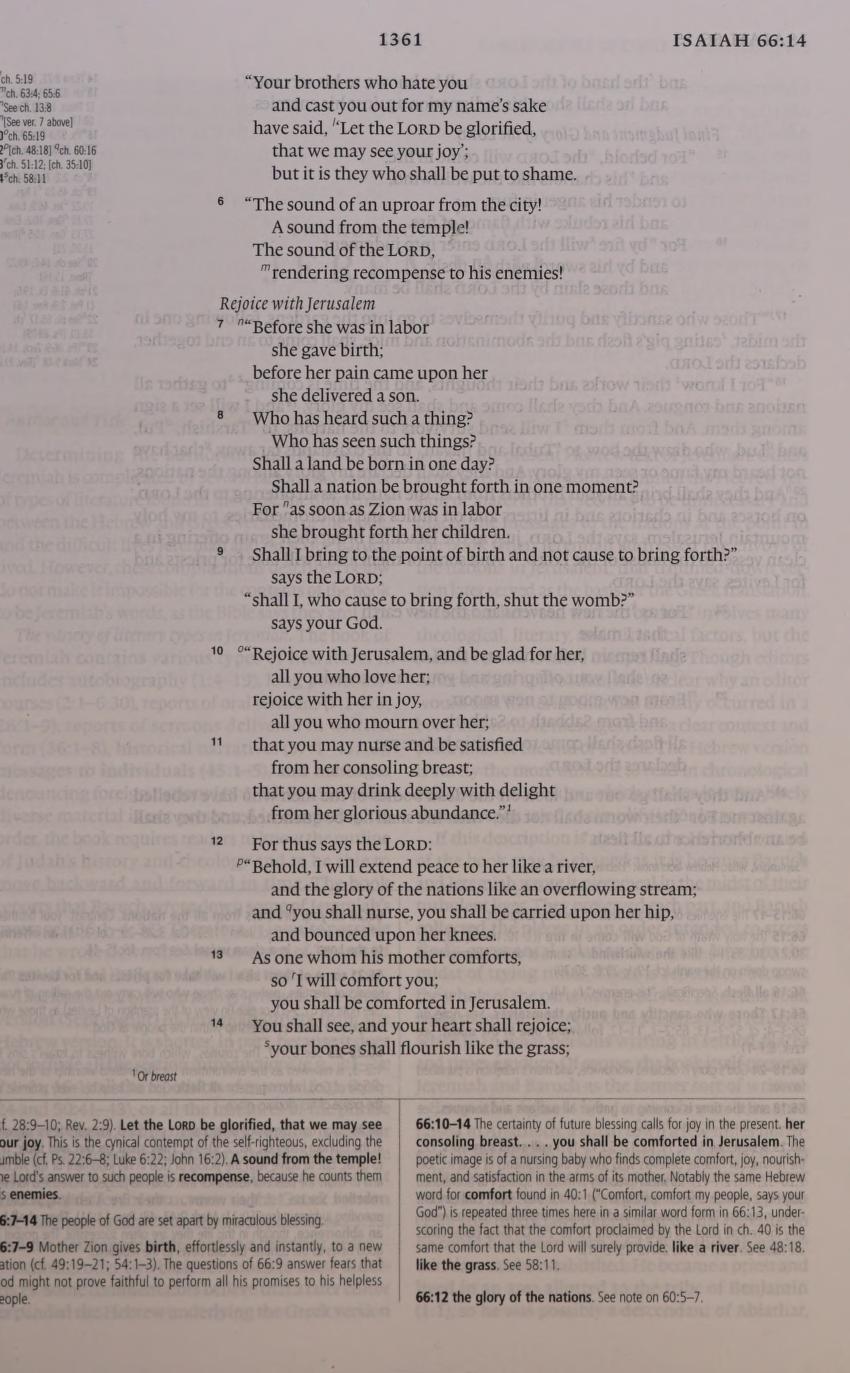 1361
ISAIAH 66:14
ch. 5:19
ᵐch. 63:4; 65:6
ⁿSee ch. 13:8
ⁿ[See ver. 7 above]
ᵒch. 65:19
ᵖ[ch. 48:18] ᑫch. 60:16
ʳch. 51:12; [ch. 35:10]
ˢch. 58:11
“Your brothers who hate you
and cast you out for my name’s sake
have said, ˡ‘Let the LORD be glorified,
that we may see your joy’;
but it is they who shall be put to shame.
6 “The sound of an uproar from the city!
A sound from the temple!
The sound of the LORD,
ᵐrendering recompense to his enemies!
Rejoice with Jerusalem
7 ⁿ“Before she was in labor
she gave birth;
before her pain came upon her
she delivered a son.
8 Who has heard such a thing?
Who has seen such things?
Shall a land be born in one day?
Shall a nation be brought forth in one moment?
For ⁿas soon as Zion was in labor
she brought forth her children.
9 Shall I bring to the point of birth and not cause to bring forth?”
says the LORD;
“shall I, who cause to bring forth, shut the womb?”
says your God.
10 ᵒ“Rejoice with Jerusalem, and be glad for her,
all you who love her;
rejoice with her in joy,
all you who mourn over her;
11 that you may nurse and be satisfied
from her consoling breast;
that you may drink deeply with delight
from her glorious abundance.”¹
12 For thus says the LORD:
ᵖ“Behold, I will extend peace to her like a river,
and the glory of the nations like an overflowing stream;
and ᑫyou shall nurse, you shall be carried upon her hip,
and bounced upon her knees.
13 As one whom his mother comforts,
so ʳI will comfort you;
you shall be comforted in Jerusalem.
14 You shall see, and your heart shall rejoice;
ˢyour bones shall flourish like the grass;
¹ Or breast
f. 28:9–10; Rev. 2:9). Let the LORD be glorified, that we may see
our joy. This is the cynical contempt of the self-righteous, excluding the
umble (cf. Ps. 22:6–8; Luke 6:22; John 16:2). A sound from the temple!
he Lord's answer to such people is recompense, because he counts them
s enemies.
6:7–14 The people of God are set apart by miraculous blessing.
6:7–9 Mother Zion gives birth, effortlessly and instantly, to a new
ation (cf. 49:19–21; 54:1–3). The questions of 66:9 answer fears that
od might not prove faithful to perform all his promises to his helpless
eople.
66:10–14 The certainty of future blessing calls for joy in the present. her
consoling breast. . . . you shall be comforted in Jerusalem. The
poetic image is of a nursing baby who finds complete comfort, joy, nourish-
ment, and satisfaction in the arms of its mother. Notably the same Hebrew
word for comfort found in 40:1 (“Comfort, comfort my people, says your
God”) is repeated three times here in a similar word form in 66:13, under-
scoring the fact that the comfort proclaimed by the Lord in ch. 40 is the
same comfort that the Lord will surely provide. like a river. See 48:18.
like the grass. See 58:11.
66:12 the glory of the nations. See note on 60:5–7.